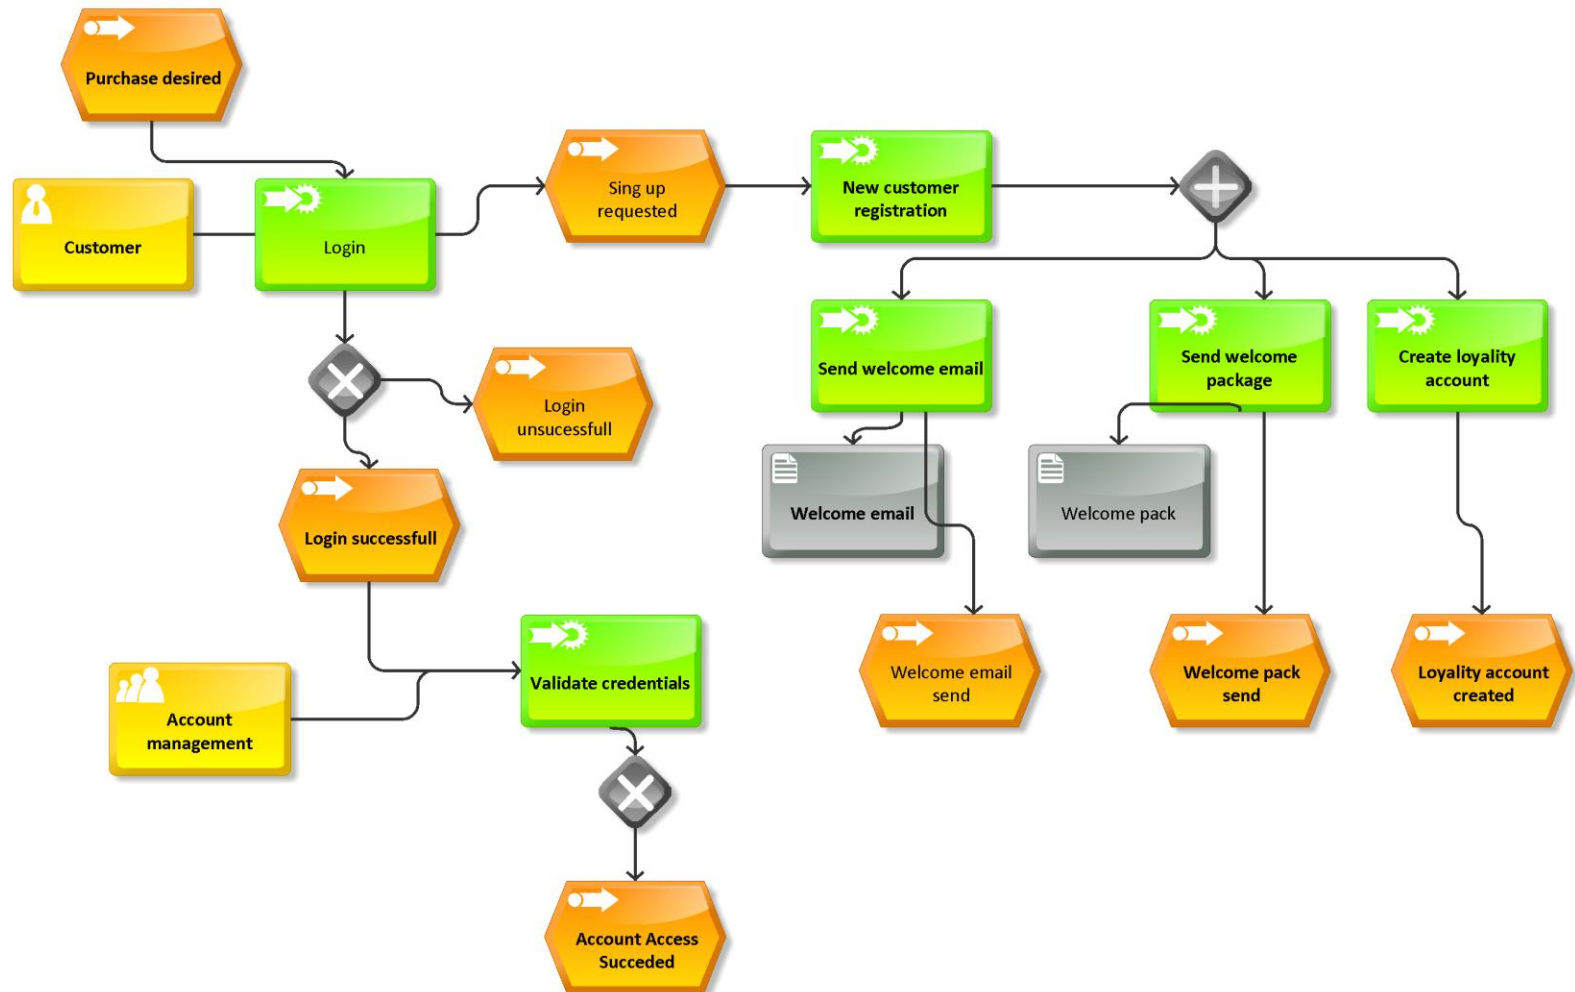 Purchase desired
Customer
Login
Sing up
requested
New customer
registration
Send welcome email
Send welcome
package
Create loyality
account
Login
unsucessfull
Login successfull
Welcome email
Welcome pack
Account
management
Validate credentials
Welcome email
send
Welcome pack
send
Loyality account
created
Account Access
Succeded